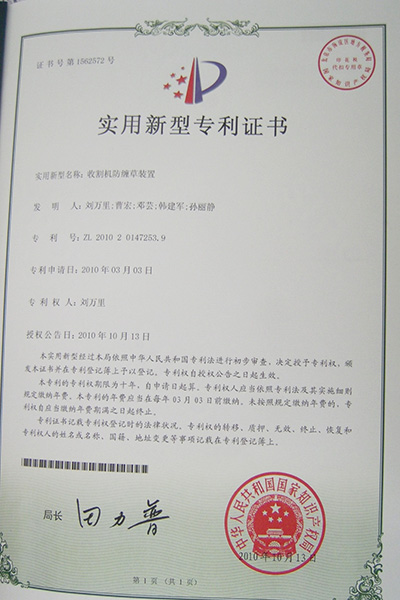 证书号第1562572号
实用新型专利证书
实用新型名称：收割机防缠草装置
发 明 人：刘万里;曹宏;邓芸;韩建军;孙丽静
专 利 号：ZL 2010 2 0147253.9
专利申请日：2010年03月03日
专利权人：刘万里
授权公告日：2010年10月13日
本实用新型经过本局依照中华人民共和国专利法进行初步审查，决定授予专利权，颁
发本证书并在专利登记簿上予以登记。专利权自授权公告之日起生效。
本专利的专利权期限为十年，自申请日起算。专利权人应当依照专利法及其实施细则
规定缴纳年费。本专利的年费应当在每年03月03日前缴纳。未按照规定缴纳年费的，专
利权自应当缴纳年费期满之日起终止。
专利证书记载专利权登记时的法律状况。专利权的转移、质押、无效、终止、恢复和
专利权人的姓名或名称、国籍、地址变更等事项记载在专利登记簿上。
局长 田力普
中华人民共和国国家知识产权局
2010年10月13日
第1页（共1页）